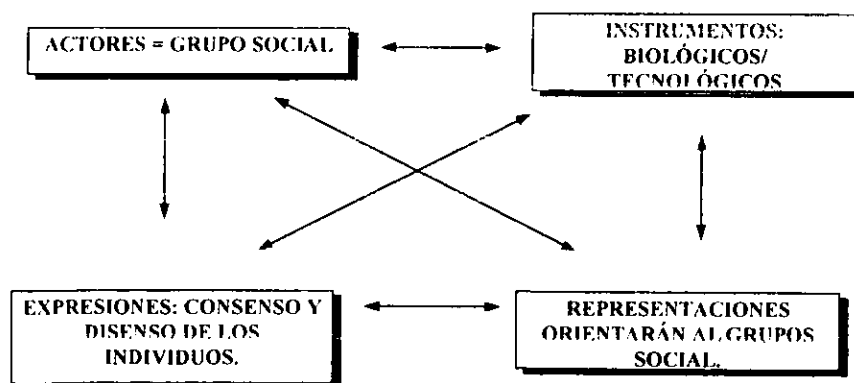 ACTORES = GRUPO SOCIAL
INSTRUMENTOS:
BIOLÓGICOS/
TECNOLÓGICOS
EXPRESIONES: CONSENSO Y
DISENSO DE LOS
INDIVIDUOS.
REPRESENTACIONES
ORIENTARÁN AL GRUPOS
SOCIAL.